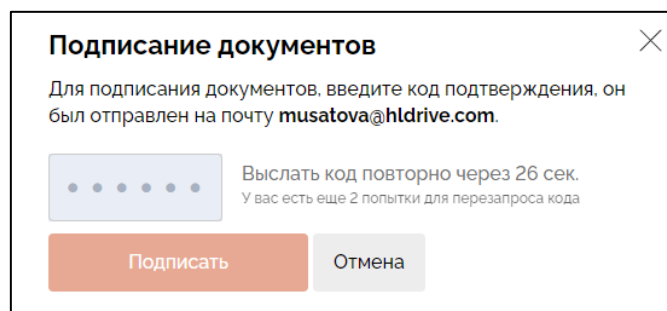 Подписание документов
Для подписания документов, введите код подтверждения, он
был отправлен на почту musatova@hldrive.com.
Выслать код повторно через 26 сек.
У вас есть еще 2 попытки для перезапроса кода
Подписать Отмена